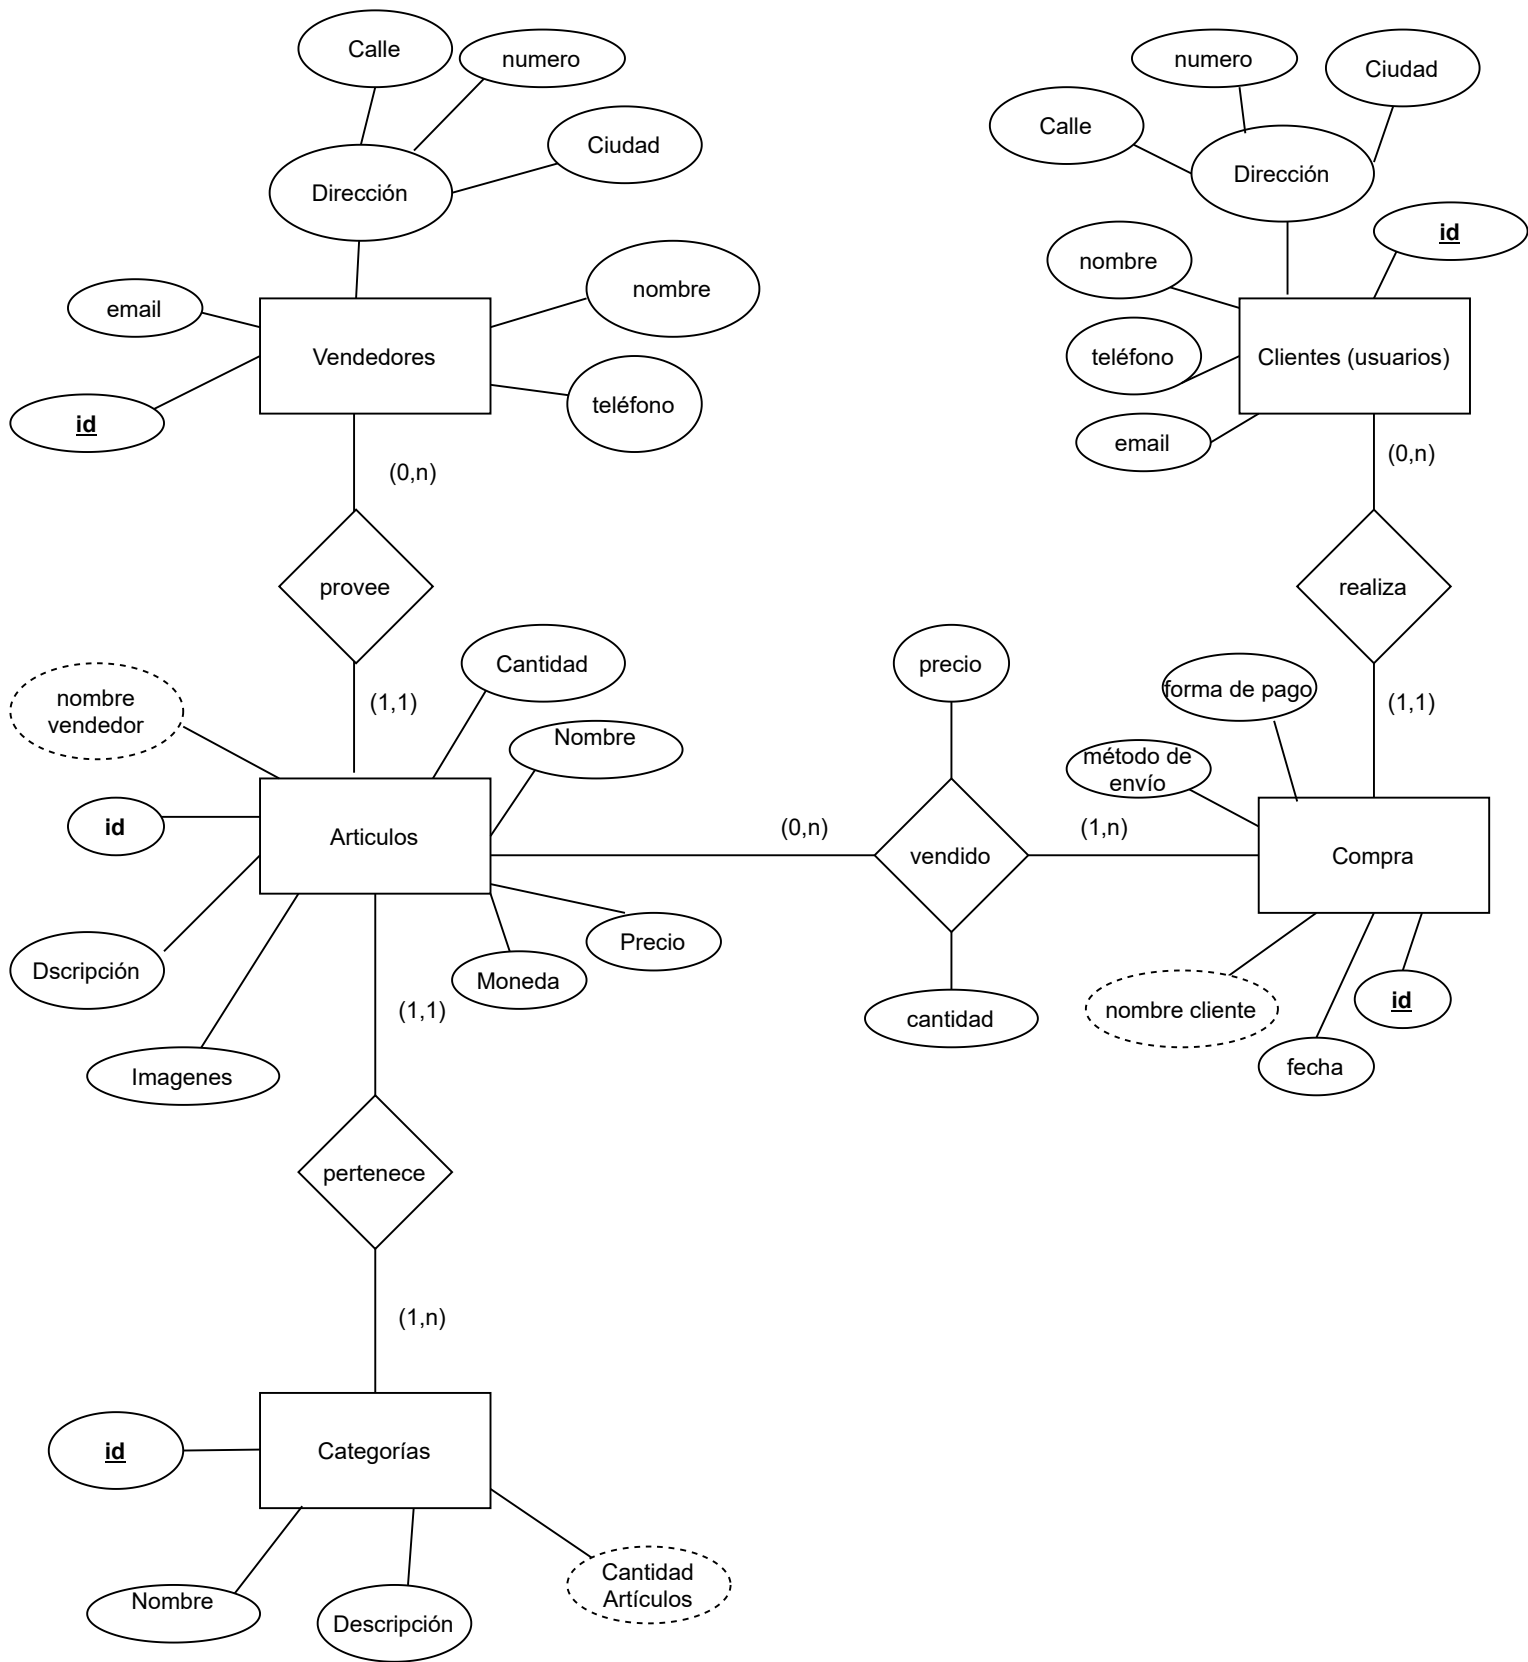 Calle
numero
Ciudad
Dirección
email
nombre
Vendedores
teléfono
id
(0,n)
provee
(1,1)
numero
Ciudad
Calle
Dirección
id
nombre
teléfono
Clientes (usuarios)
email
(0,n)
realiza
(1,1)
nombre
vendedor
Cantidad
Nombre
id
Articulos
Dscripción
Imagenes
Moneda
Precio
(0,n)
precio
vendido
cantidad
(1,n)
forma de pago
método de
envío
Compra
nombre cliente
id
fecha
(1,1)
pertenece
(1,n)
id
Categorías
Nombre
Descripción
Cantidad
Artículos